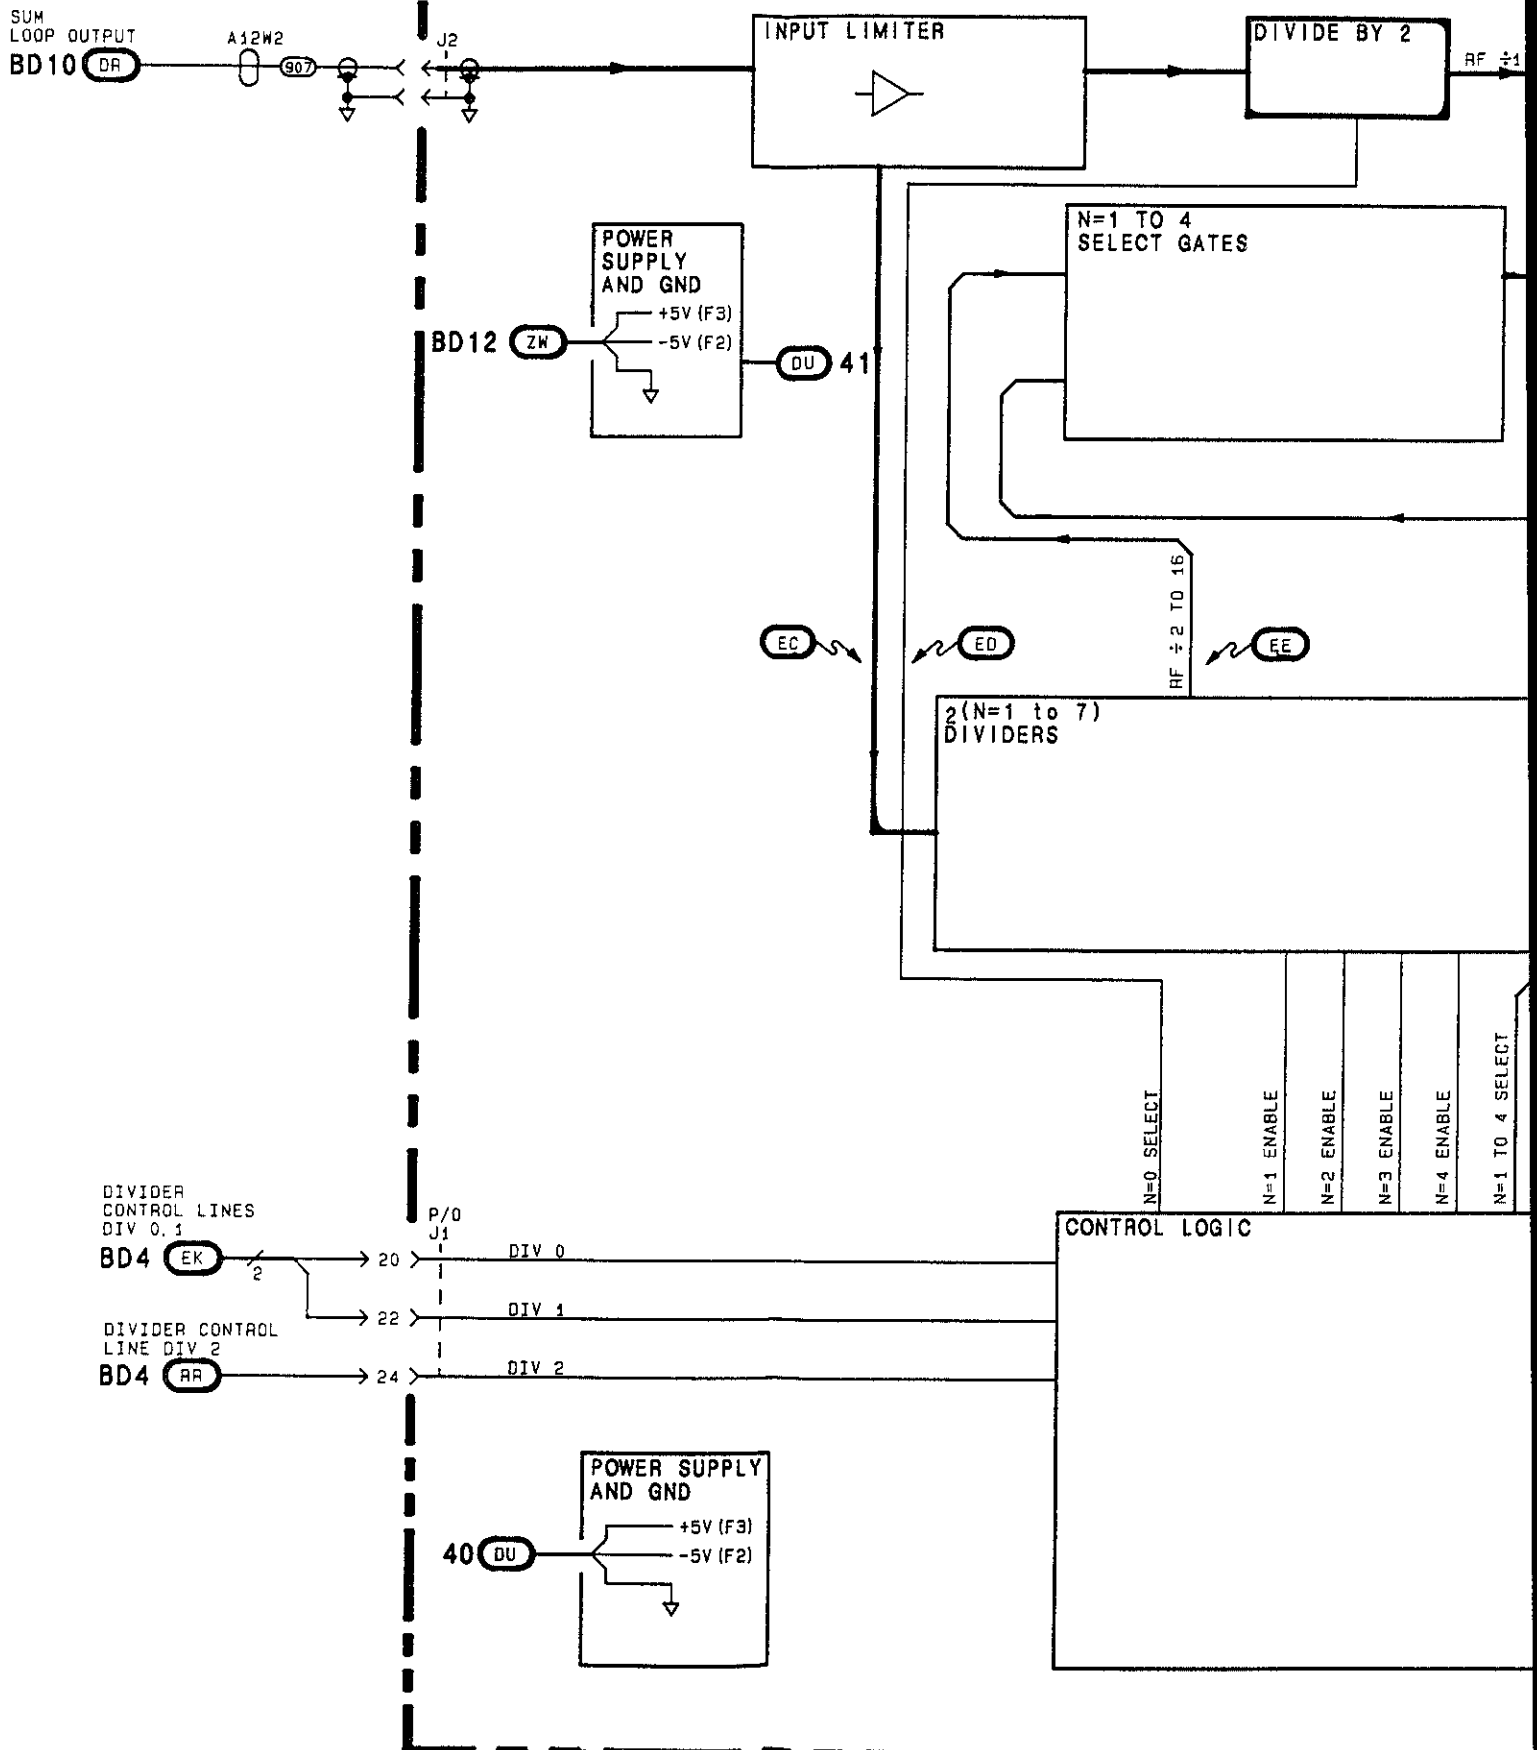 SUM
LOOP OUTPUT
BD10 DR
A12W2
907
J2
INPUT LIMITER
DIVIDE BY 2
RF ÷1
N=1 TO 4
SELECT GATES
POWER
SUPPLY
AND GND
+5V (F3)
-5V (F2)
BD12 ZW
DU 41
RF ÷2 TO 16
EC
ED
EE
2(N=1 to 7)
DIVIDERS
N=0 SELECT
N=1 ENABLE
N=2 ENABLE
N=3 ENABLE
N=4 ENABLE
N=1 TO 4 SELECT
DIVIDER
CONTROL LINES
DIV 0,1
BD4 EK
2
P/O
J1
20
DIV 0
22
DIV 1
DIVIDER CONTROL
LINE DIV 2
BD4 RR
24
DIV 2
CONTROL LOGIC
POWER SUPPLY
AND GND
+5V (F3)
-5V (F2)
40 DU